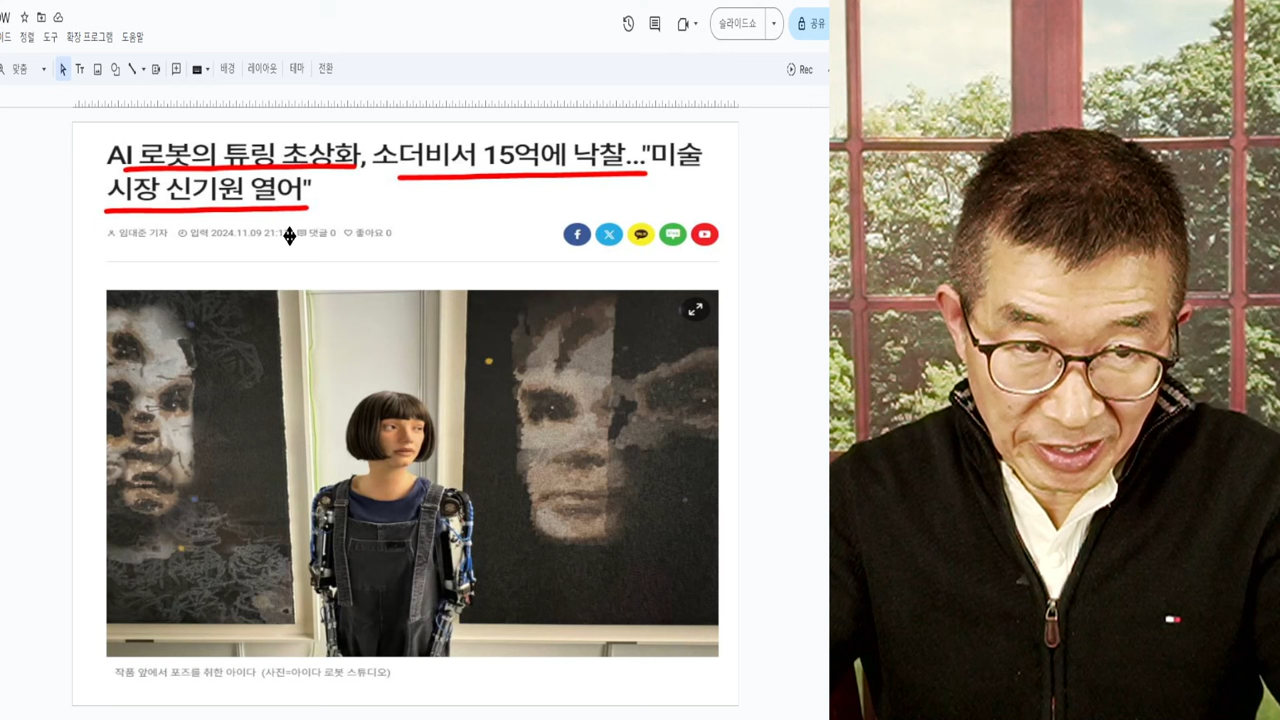 정렬 도구 확장 프로그램 도움말
슬라이드쇼
공유
맞춤
배경 레이아웃 테마 전환
Rec
AI 로봇의 튜링 초상화, 소더비서 15억에 낙찰..."미술
시장 신기원 열어"
임대준 기자 입력 2024.11.09 댓글 0 좋아요 0
작품 앞에서 포즈를 취한 아이다 (사진=아이다 로봇 스튜디오)